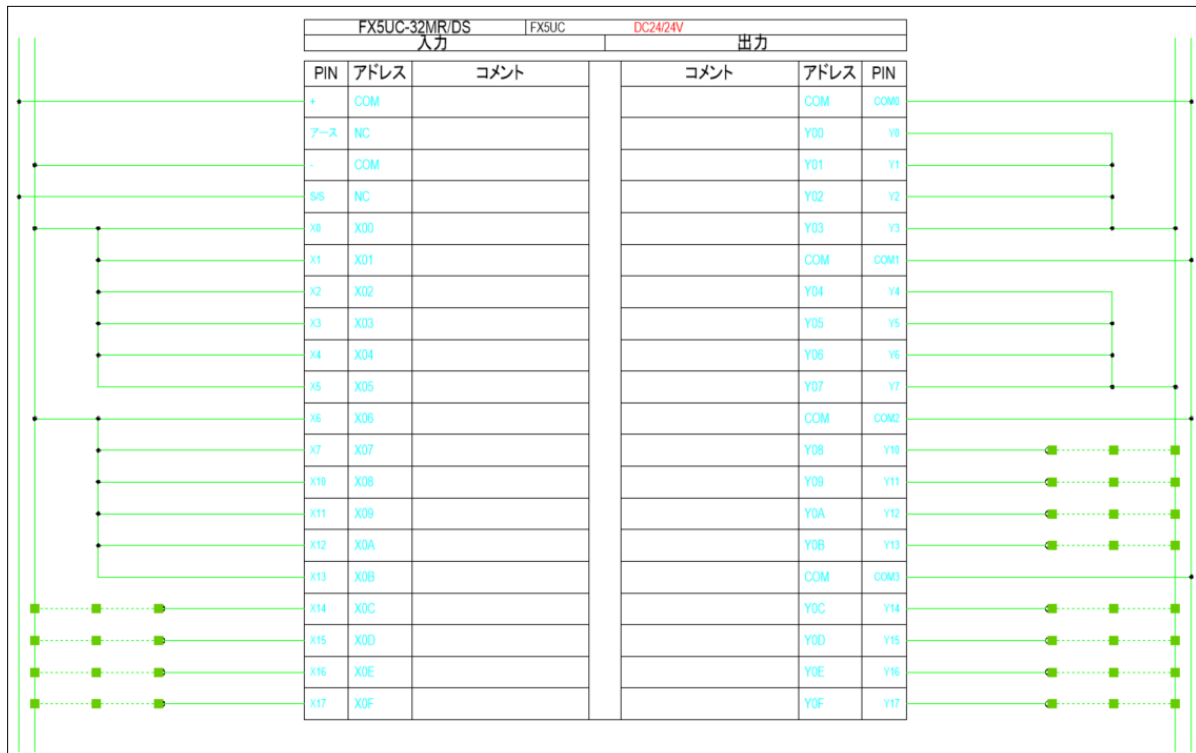 FX5UC-32MR/DS FX5UC DC24/24V
入力 出力
PIN アドレス コメント コメント アドレス PIN
+ COM COM COM0
アース NC Y00 Y0
- COM Y01 Y1
S/S NC Y02 Y2
X0 X00 Y03 Y3
X1 X01 COM COM1
X2 X02 Y04 Y4
X3 X03 Y05 Y5
X4 X04 Y06 Y6
X5 X05 Y07 Y7
X6 X06 COM COM2
X7 X07 Y08 Y10
X10 X08 Y09 Y11
X11 X09 Y0A Y12
X12 X0A Y0B Y13
X13 X0B COM COM3
X14 X0C Y0C Y14
X15 X0D Y0D Y15
X16 X0E Y0E Y16
X17 X0F Y0F Y17